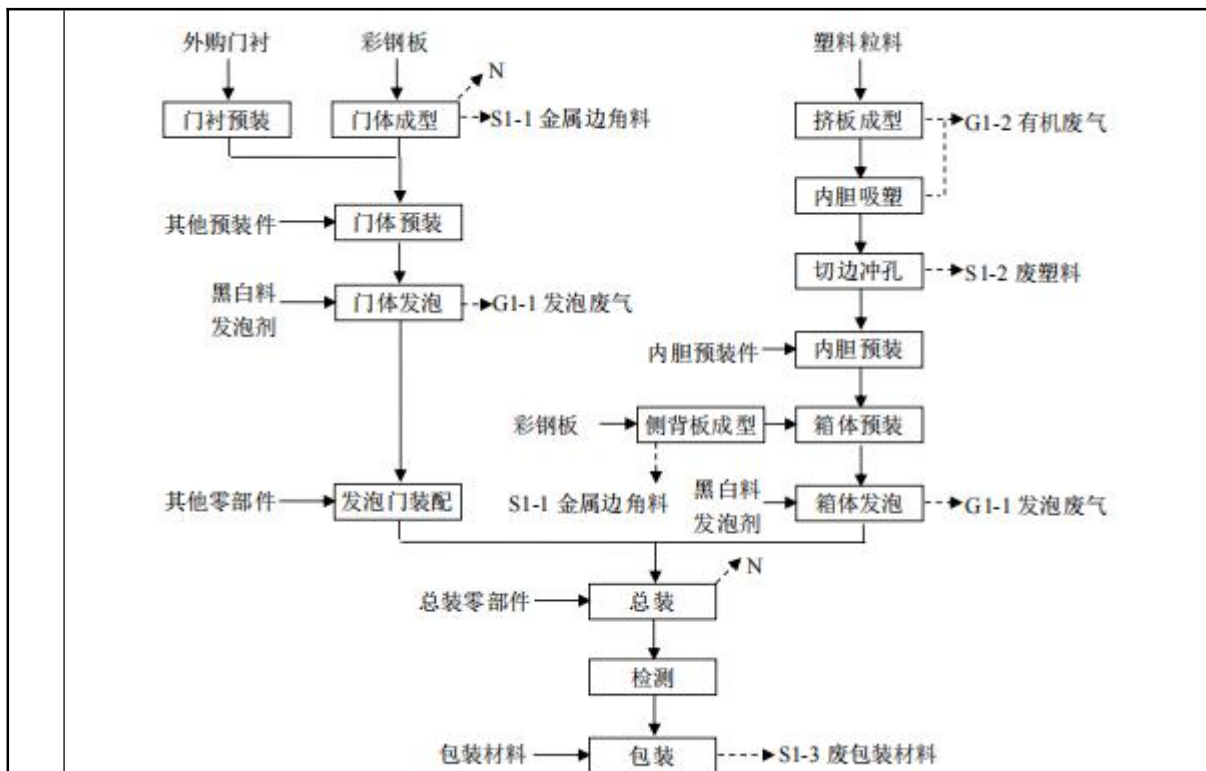 外购门衬
彩钢板
塑料粒料
N
门衬预装
门体成型
S1-1 金属边角料
挤板成型
G1-2 有机废气
内胆吸塑
其他预装件
门体预装
切边冲孔
S1-2 废塑料
黑白料
发泡剂
门体发泡
G1-1 发泡废气
内胆预装件
内胆预装
彩钢板
侧背板成型
箱体预装
其他零部件
发泡门装配
S1-1 金属边角料
黑白料
发泡剂
箱体发泡
G1-1 发泡废气
N
总装零部件
总装
检测
包装材料
包装
S1-3 废包装材料